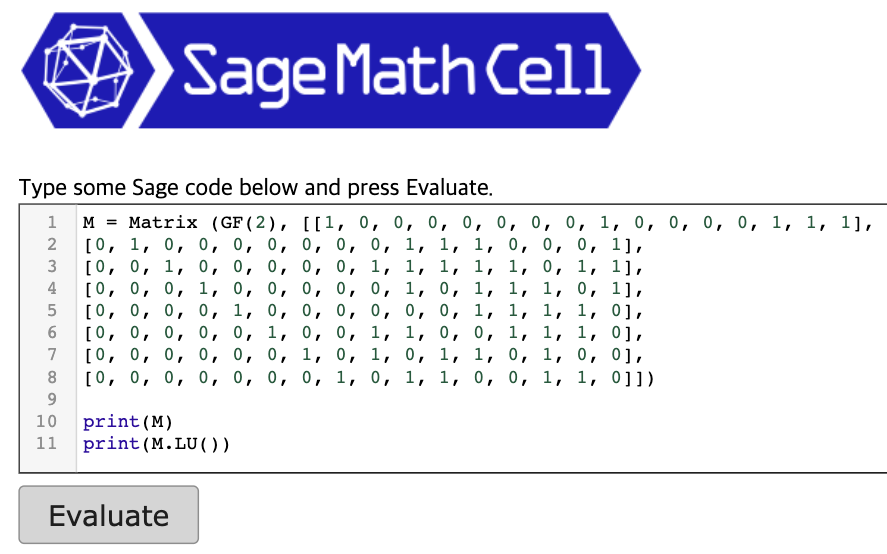 SageMathCell
Type some Sage code below and press Evaluate.
1 M = Matrix (GF(2), [[1, 0, 0, 0, 0, 0, 0, 0, 1, 0, 0, 0, 0, 1, 1, 1],
2 [0, 1, 0, 0, 0, 0, 0, 0, 0, 1, 1, 1, 0, 0, 0, 1],
3 [0, 0, 1, 0, 0, 0, 0, 0, 1, 1, 1, 1, 1, 0, 1, 1],
4 [0, 0, 0, 1, 0, 0, 0, 0, 0, 1, 0, 1, 1, 1, 0, 1],
5 [0, 0, 0, 0, 1, 0, 0, 0, 0, 0, 0, 1, 1, 1, 1, 0],
6 [0, 0, 0, 0, 0, 1, 0, 0, 1, 1, 0, 0, 1, 1, 1, 0],
7 [0, 0, 0, 0, 0, 0, 1, 0, 1, 0, 1, 1, 0, 1, 0, 0],
8 [0, 0, 0, 0, 0, 0, 0, 1, 0, 1, 1, 0, 0, 1, 1, 0]])
9
10 print(M)
11 print(M.LU())
Evaluate